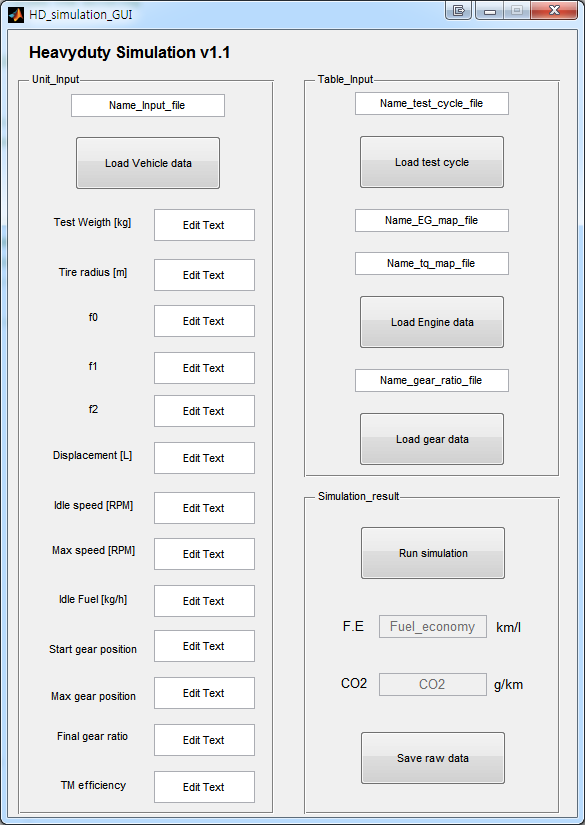 HD_simulation_GUI
Heavyduty Simulation v1.1
Unit_Input
Name_Input_file
Load Vehicle data
Test Weigth [kg] Edit Text
Tire radius [m] Edit Text
f0 Edit Text
f1 Edit Text
f2 Edit Text
Displacement [L] Edit Text
Idle speed [RPM] Edit Text
Max speed [RPM] Edit Text
Idle Fuel [kg/h] Edit Text
Start gear position Edit Text
Max gear position Edit Text
Final gear ratio Edit Text
TM efficiency Edit Text
Table_Input
Name_test_cycle_file
Load test cycle
Name_EG_map_file
Name_tq_map_file
Load Engine data
Name_gear_ratio_file
Load gear data
Simulation_result
Run simulation
F.E Fuel_economy km/l
CO2 CO2 g/km
Save raw data